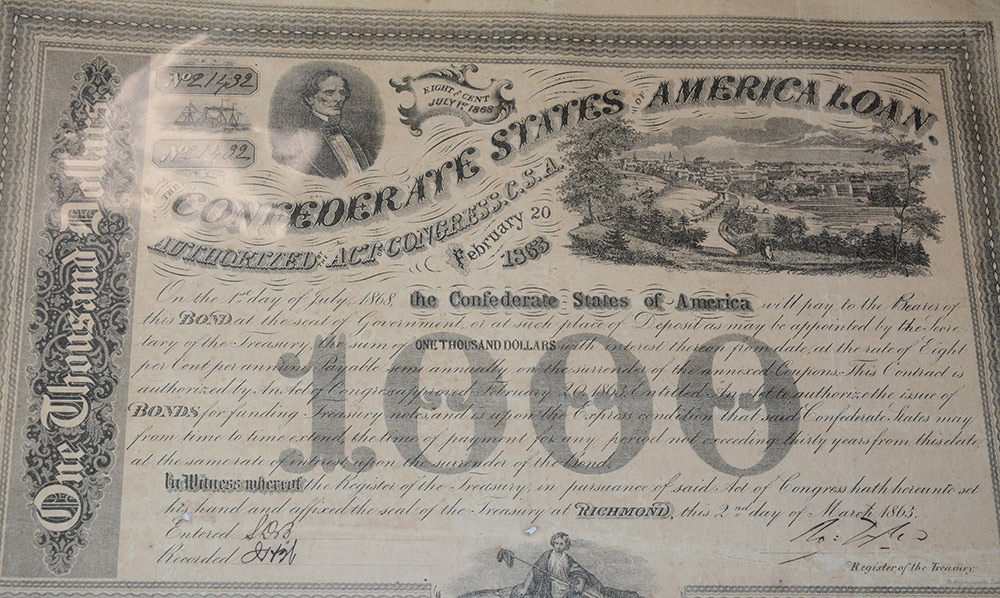 No 21432
No 21432
EIGHT PR CENT
JULY 1ST 1868
THE
CONFEDERATE STATES OF AMERICA LOAN.
AUTHORIZED BY ACT OF CONGRESS, C.S.A.
February 20
1863
One Thousand Dollars
On the 1st day of July, 1868, the Confederate States of America will pay to the Bearer of
this BOND at the seat of Government, or at such place of Deposit as may be appointed by the Secre-
tary of the Treasury, the sum of ONE THOUSAND DOLLARS with interest thereon from date, at the rate of Eight
per Cent per annum, Payable semi annually, on the surrender of the annexed Coupons. This Contract is
authorized by An Act of Congress approved February 20, 1863, Entitled "An act to authorize the issue of
BONDS, for funding Treasury notes, and is upon the Express condition that said Confederate States may
from time to time extend, the time of payment for any period not exceeding thirty years from this date,
at the same rate of interest upon the surrender of the Bond.
1000
In Witness whereof the Register of the Treasury, in pursuance of said Act of Congress hath hereunto set
his hand and affixed the seal of the Treasury at RICHMOND, this 2nd day of March 1863.
Entered
Recorded
Ro: Tyler
Register of the Treasury